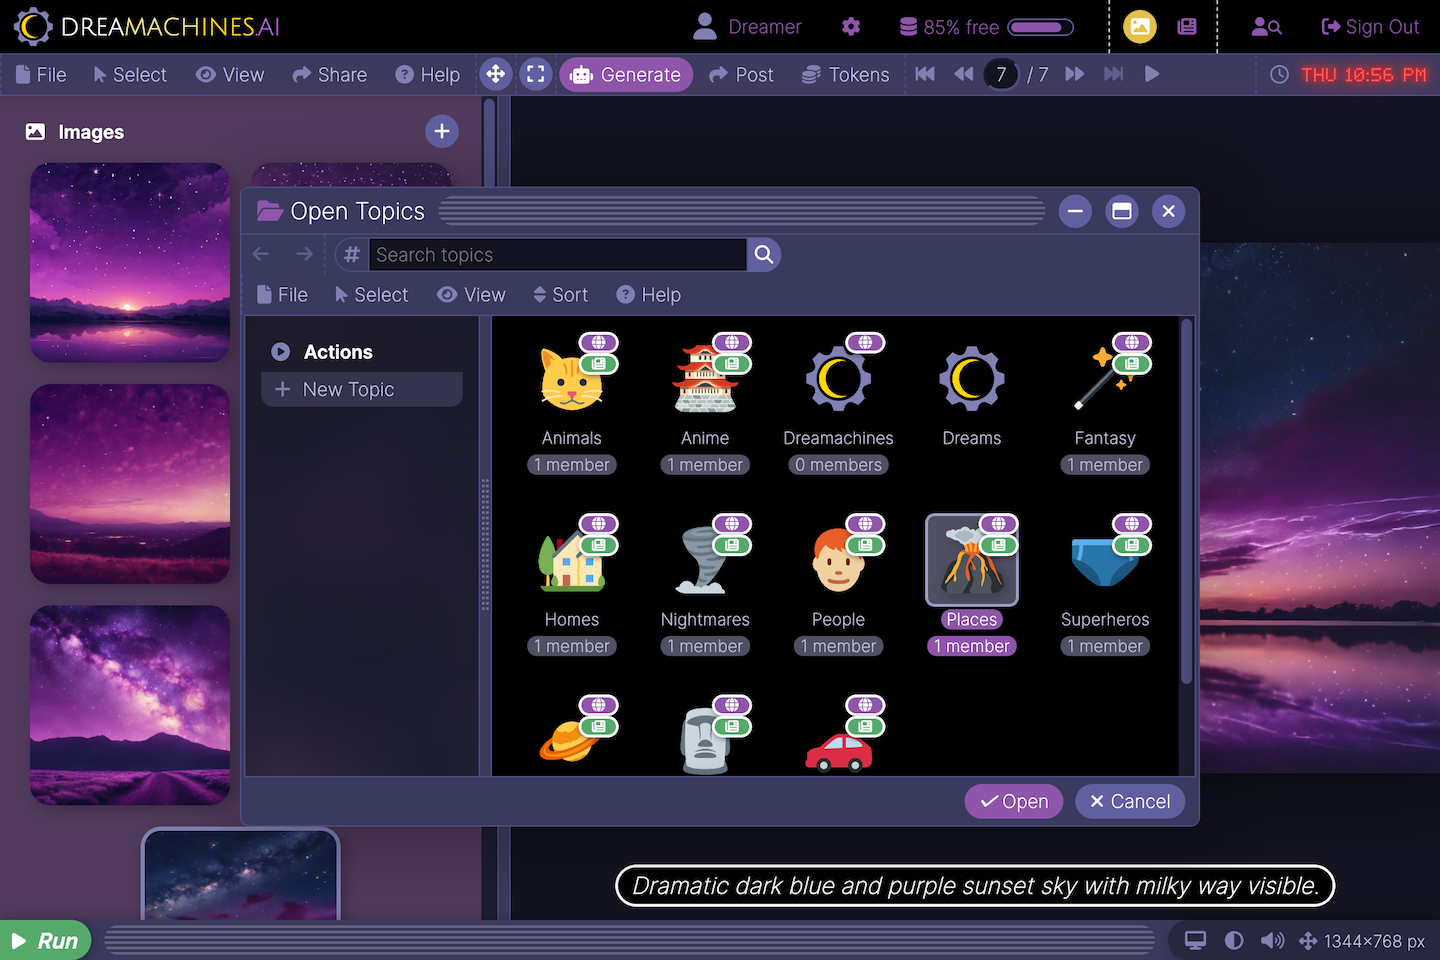 DREAMACHINES.AI
Dreamer
85% free
Sign Out
File
Select
View
Share
Help
Generate
Post
Tokens
7
/ 7
THU 10:56 PM
Images
Open Topics
Search topics
File
Select
View
Sort
Help
Actions
New Topic
Animals
1 member
Anime
1 member
Dreamachines
0 members
Dreams
Fantasy
1 member
Homes
1 member
Nightmares
1 member
People
1 member
Places
1 member
Superheros
1 member
Open
Cancel
Dramatic dark blue and purple sunset sky with milky way visible.
Run
1344×768 px